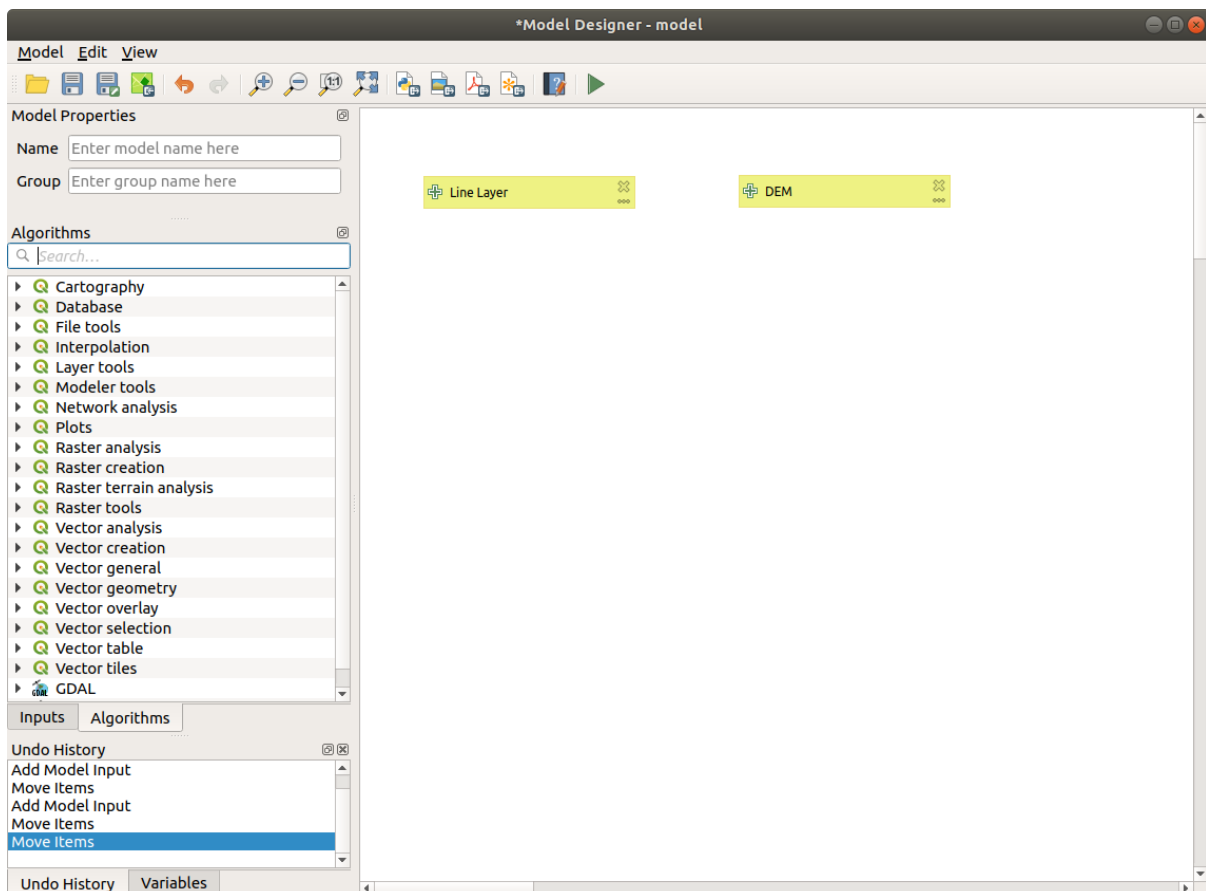 *Model Designer - model
Model Edit View
1:1
Model Properties
Name Enter model name here
Group Enter group name here
Line Layer
DEM
Algorithms
Search...
Cartography
Database
File tools
Interpolation
Layer tools
Modeler tools
Network analysis
Plots
Raster analysis
Raster creation
Raster terrain analysis
Raster tools
Vector analysis
Vector creation
Vector general
Vector geometry
Vector overlay
Vector selection
Vector table
Vector tiles
GDAL GDAL
Inputs Algorithms
Undo History
Add Model Input
Move Items
Add Model Input
Move Items
Move Items
Undo History Variables